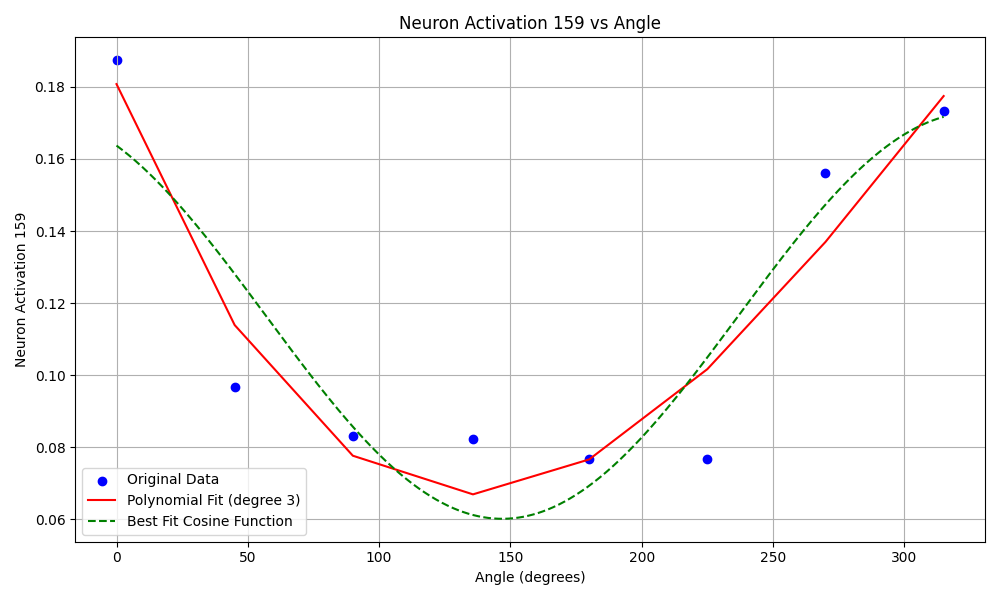 Neuron Activation 159 vs Angle
Neuron Activation 159
0.18
0.16
0.14
0.12
0.10
0.08
0.06
Original Data
Polynomial Fit (degree 3)
Best Fit Cosine Function
0 50 100 150 200 250 300
Angle (degrees)